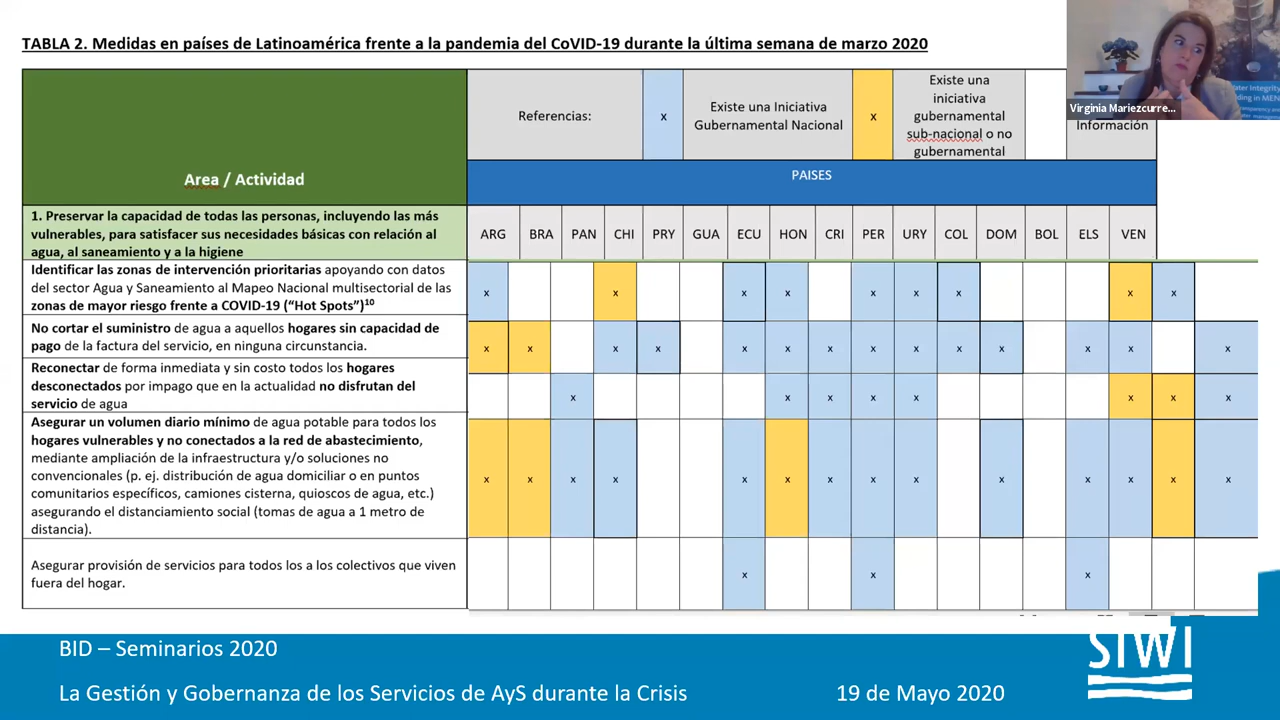 TABLA 2. Medidas en países de Latinoamérica frente a la pandemia del CoVID-19 durante la última semana de marzo 2020
Virginia Mariezcurre...
Referencias:
x
Existe una Iniciativa
Gubernamental Nacional
x
Existe una
iniciativa
gubernamental
sub-nacional o no
gubernamental
Información
Area / Actividad
PAISES
1. Preservar la capacidad de todas las personas, incluyendo las más
vulnerables, para satisfacer sus necesidades básicas con relación al
agua, al saneamiento y a la higiene
ARG BRA PAN CHI PRY GUA ECU HON CRI PER URY COL DOM BOL ELS VEN
Identificar las zonas de intervención prioritarias apoyando con datos
del sector Agua y Saneamiento al Mapeo Nacional multisectorial de las
zonas de mayor riesgo frente a COVID-19 ("Hot Spots")¹⁰
x x x x x x x x x
No cortar el suministro de agua a aquellos hogares sin capacidad de
pago de la factura del servicio, en ninguna circunstancia.
x x x x x x x x x x x x x x
Reconectar de forma inmediata y sin costo todos los hogares
desconectados por impago que en la actualidad no disfrutan del
servicio de agua
x x x x x x x x
Asegurar un volumen diario mínimo de agua potable para todos los
hogares vulnerables y no conectados a la red de abastecimiento,
mediante ampliación de la infraestructura y/o soluciones no
convencionales (p. ej. distribución de agua domiciliar o en puntos
comunitarios específicos, camiones cisterna, quioscos de agua, etc.)
asegurando el distanciamiento social (tomas de agua a 1 metro de
distancia).
x x x x x x x x x x x x x x
Asegurar provisión de servicios para todos los a los colectivos que viven
fuera del hogar.
x x x
BID – Seminarios 2020
La Gestión y Gobernanza de los Servicios de AyS durante la Crisis
19 de Mayo 2020
SIWI